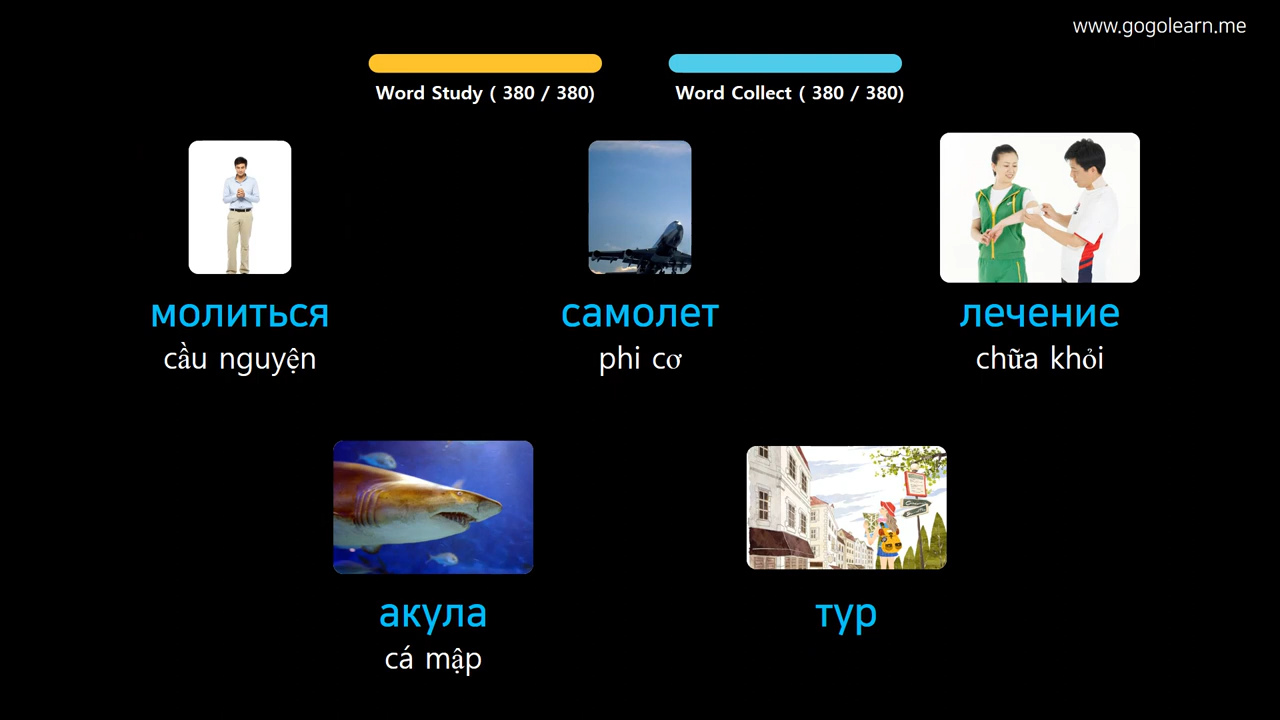 www.gogolearn.me
Word Study ( 380 / 380)
Word Collect ( 380 / 380)
молиться
cầu nguyện
самолет
phi cơ
лечение
chữa khỏi
акула
cá mập
тур